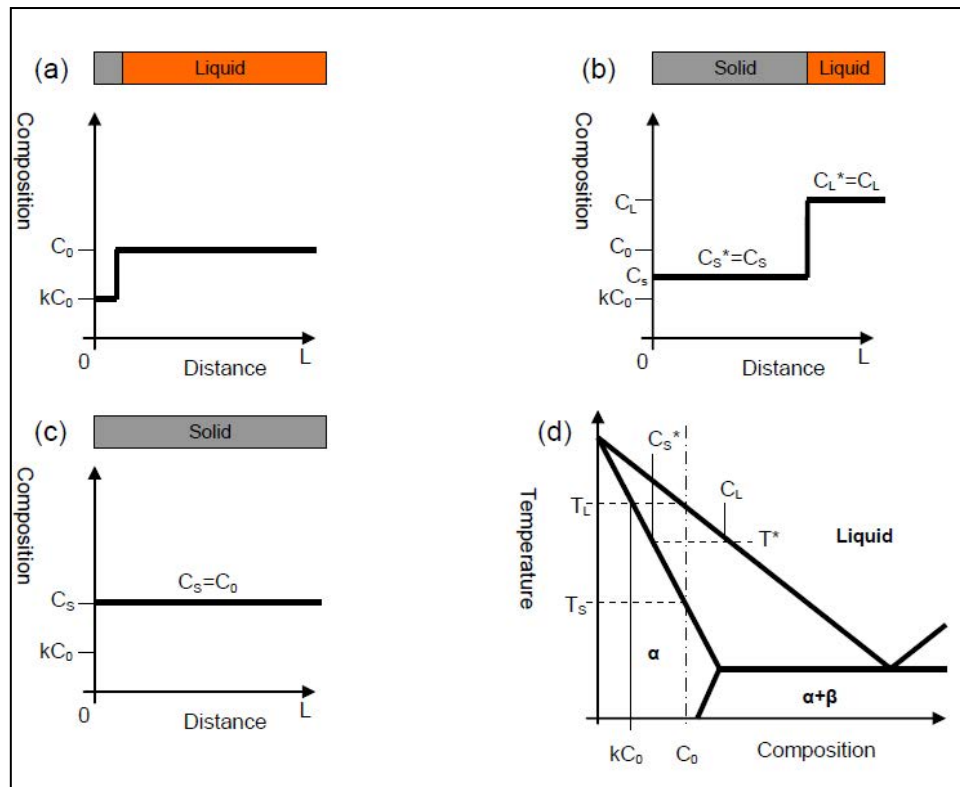 (a)
Liquid
Composition
C₀
kC₀
0
Distance
L
(b)
Solid
Liquid
Composition
C_L*=C_L
C_L
C₀
C_S*=C_S
C_s
kC₀
0
Distance
L
(c)
Solid
Composition
C_S=C₀
C_S
kC₀
0
Distance
L
(d)
Temperature
C_S*
C_L
T_L
T*
Liquid
T_S
α
α+β
kC₀
C₀
Composition